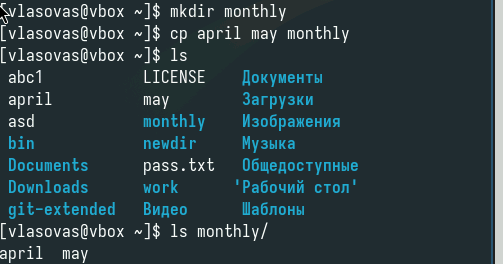 [vlasovas@vbox ~]$ mkdir monthly
[vlasovas@vbox ~]$ cp april may monthly
[vlasovas@vbox ~]$ ls
abc1 LICENSE Документы
april may Загрузки
asd monthly Изображения
bin newdir Музыка
Documents pass.txt Общедоступные
Downloads work 'Рабочий стол'
git-extended Видео Шаблоны
[vlasovas@vbox ~]$ ls monthly/
april may